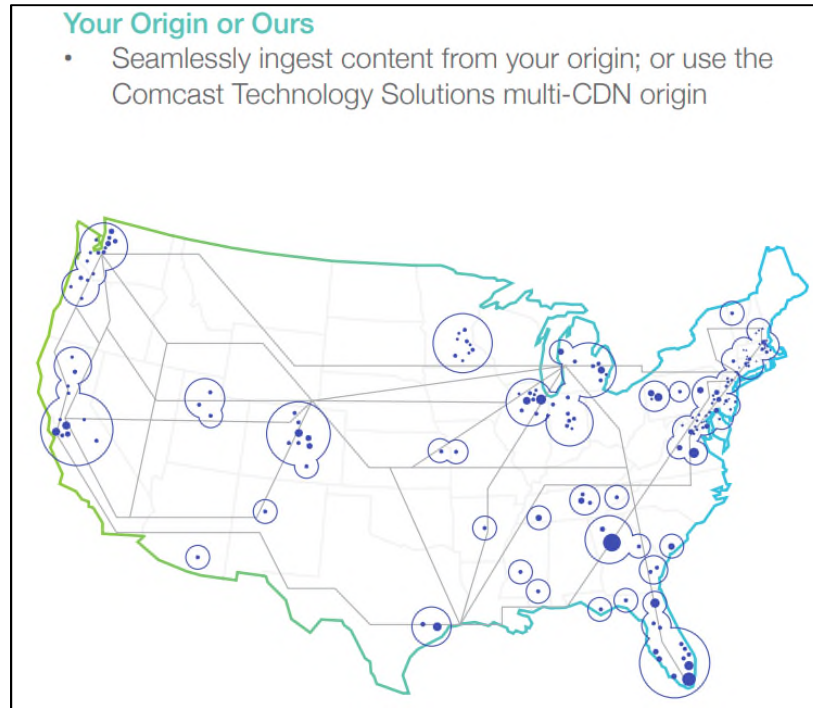 Your Origin or Ours
• Seamlessly ingest content from your origin; or use the
Comcast Technology Solutions multi-CDN origin